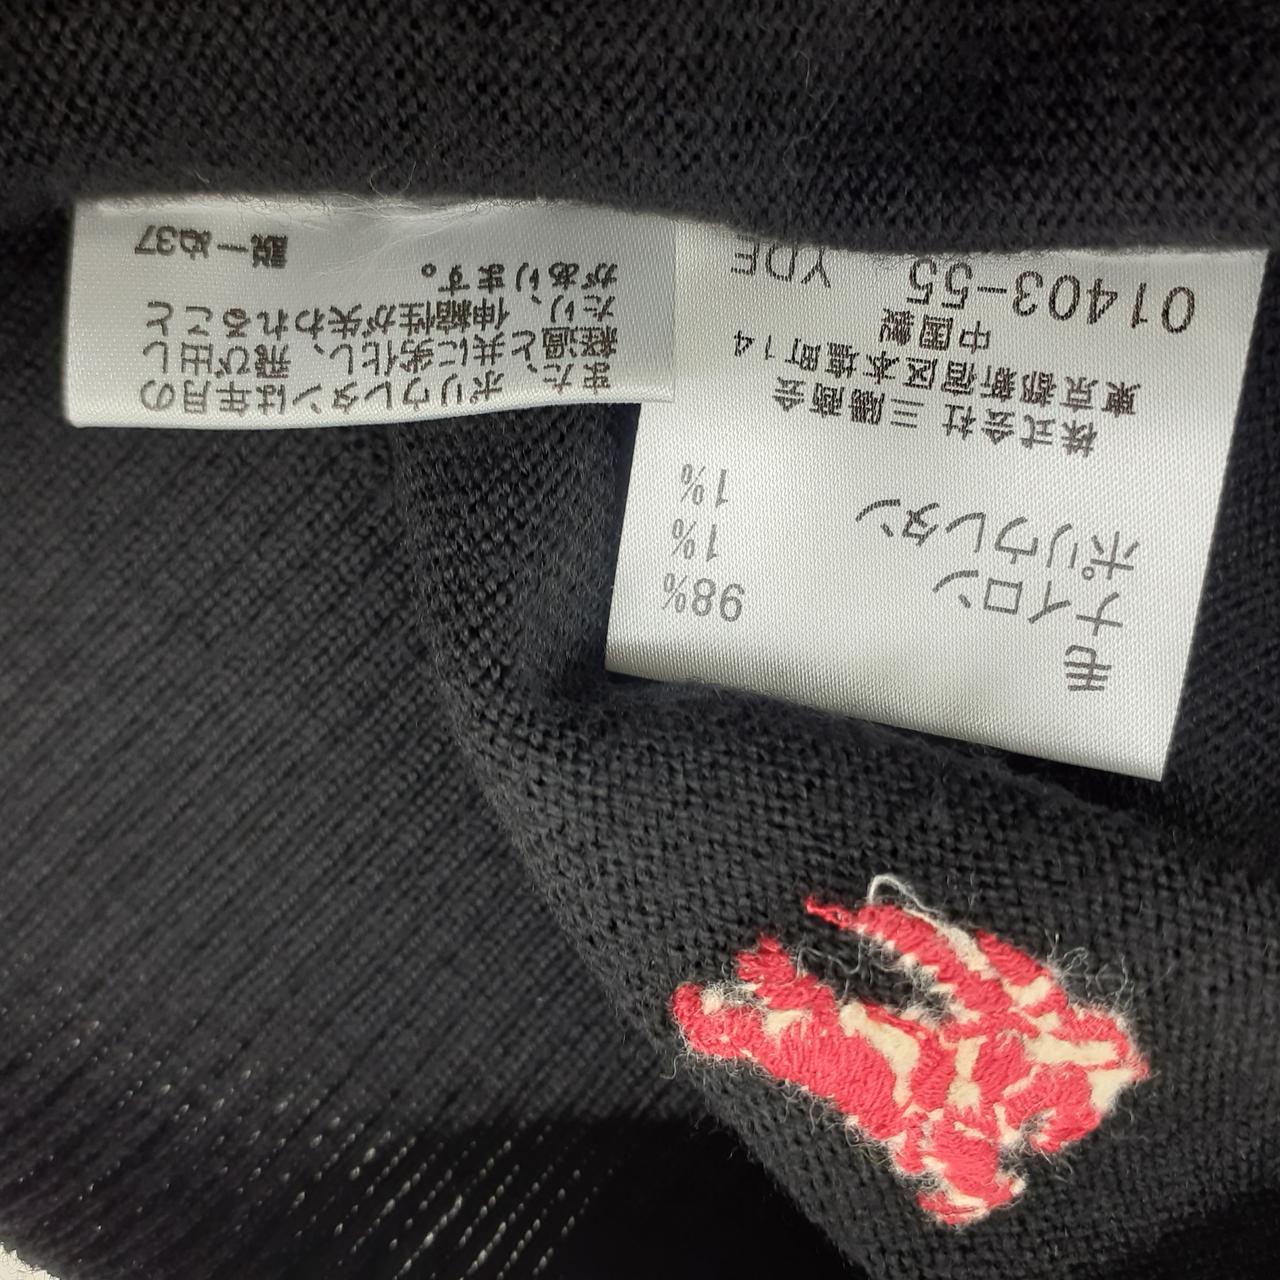 毛 98%
ナイロン 1%
ポリウレタン 1%
株式会社 三陽商会
東京都新宿区本塩町14
中国製
01403-55 YDE
また、ポリウレタンは年月の
経過と共に劣化し、飛び出し
たり、伸縮性が失われること
があります。
説-ぬ37